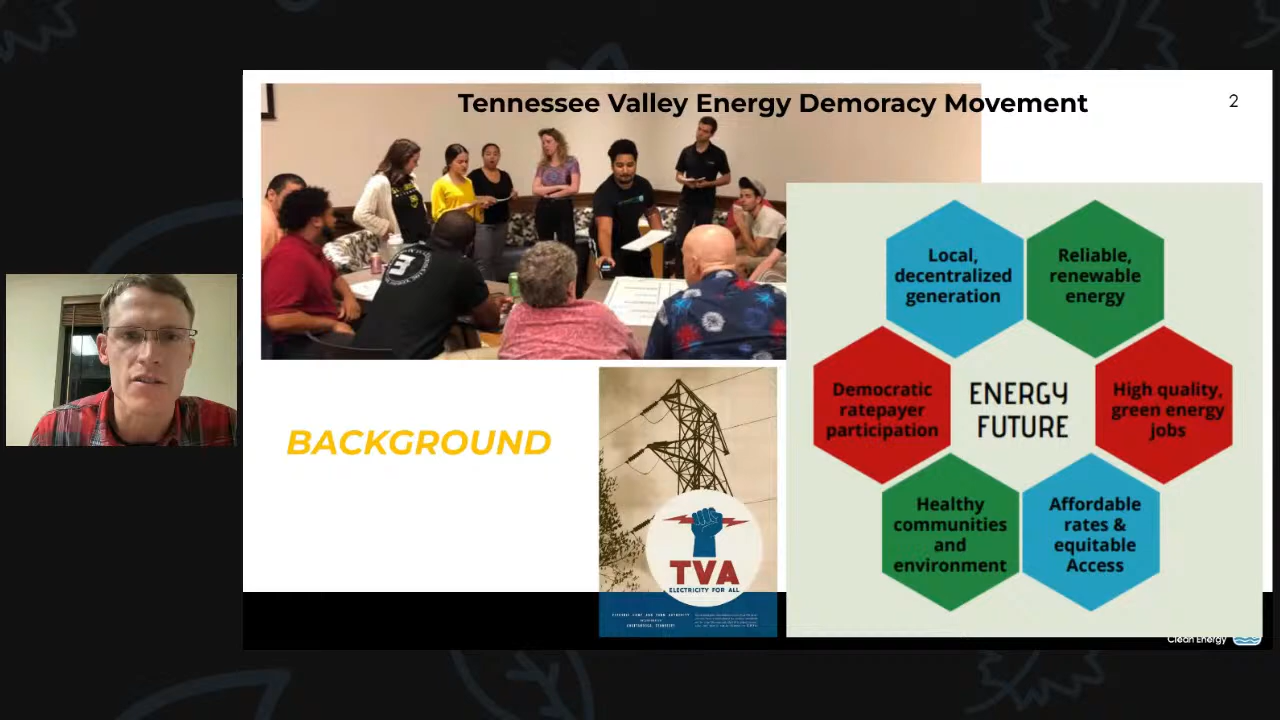 Tennessee Valley Energy Demoracy Movement
2
BACKGROUND
TVA
ELECTRICITY FOR ALL
Local,
decentralized
generation
Reliable,
renewable
energy
Democratic
ratepayer
participation
ENERGY
FUTURE
High quality,
green energy
jobs
Healthy
communities
and
environment
Affordable
rates &
equitable
Access
Clean Energy